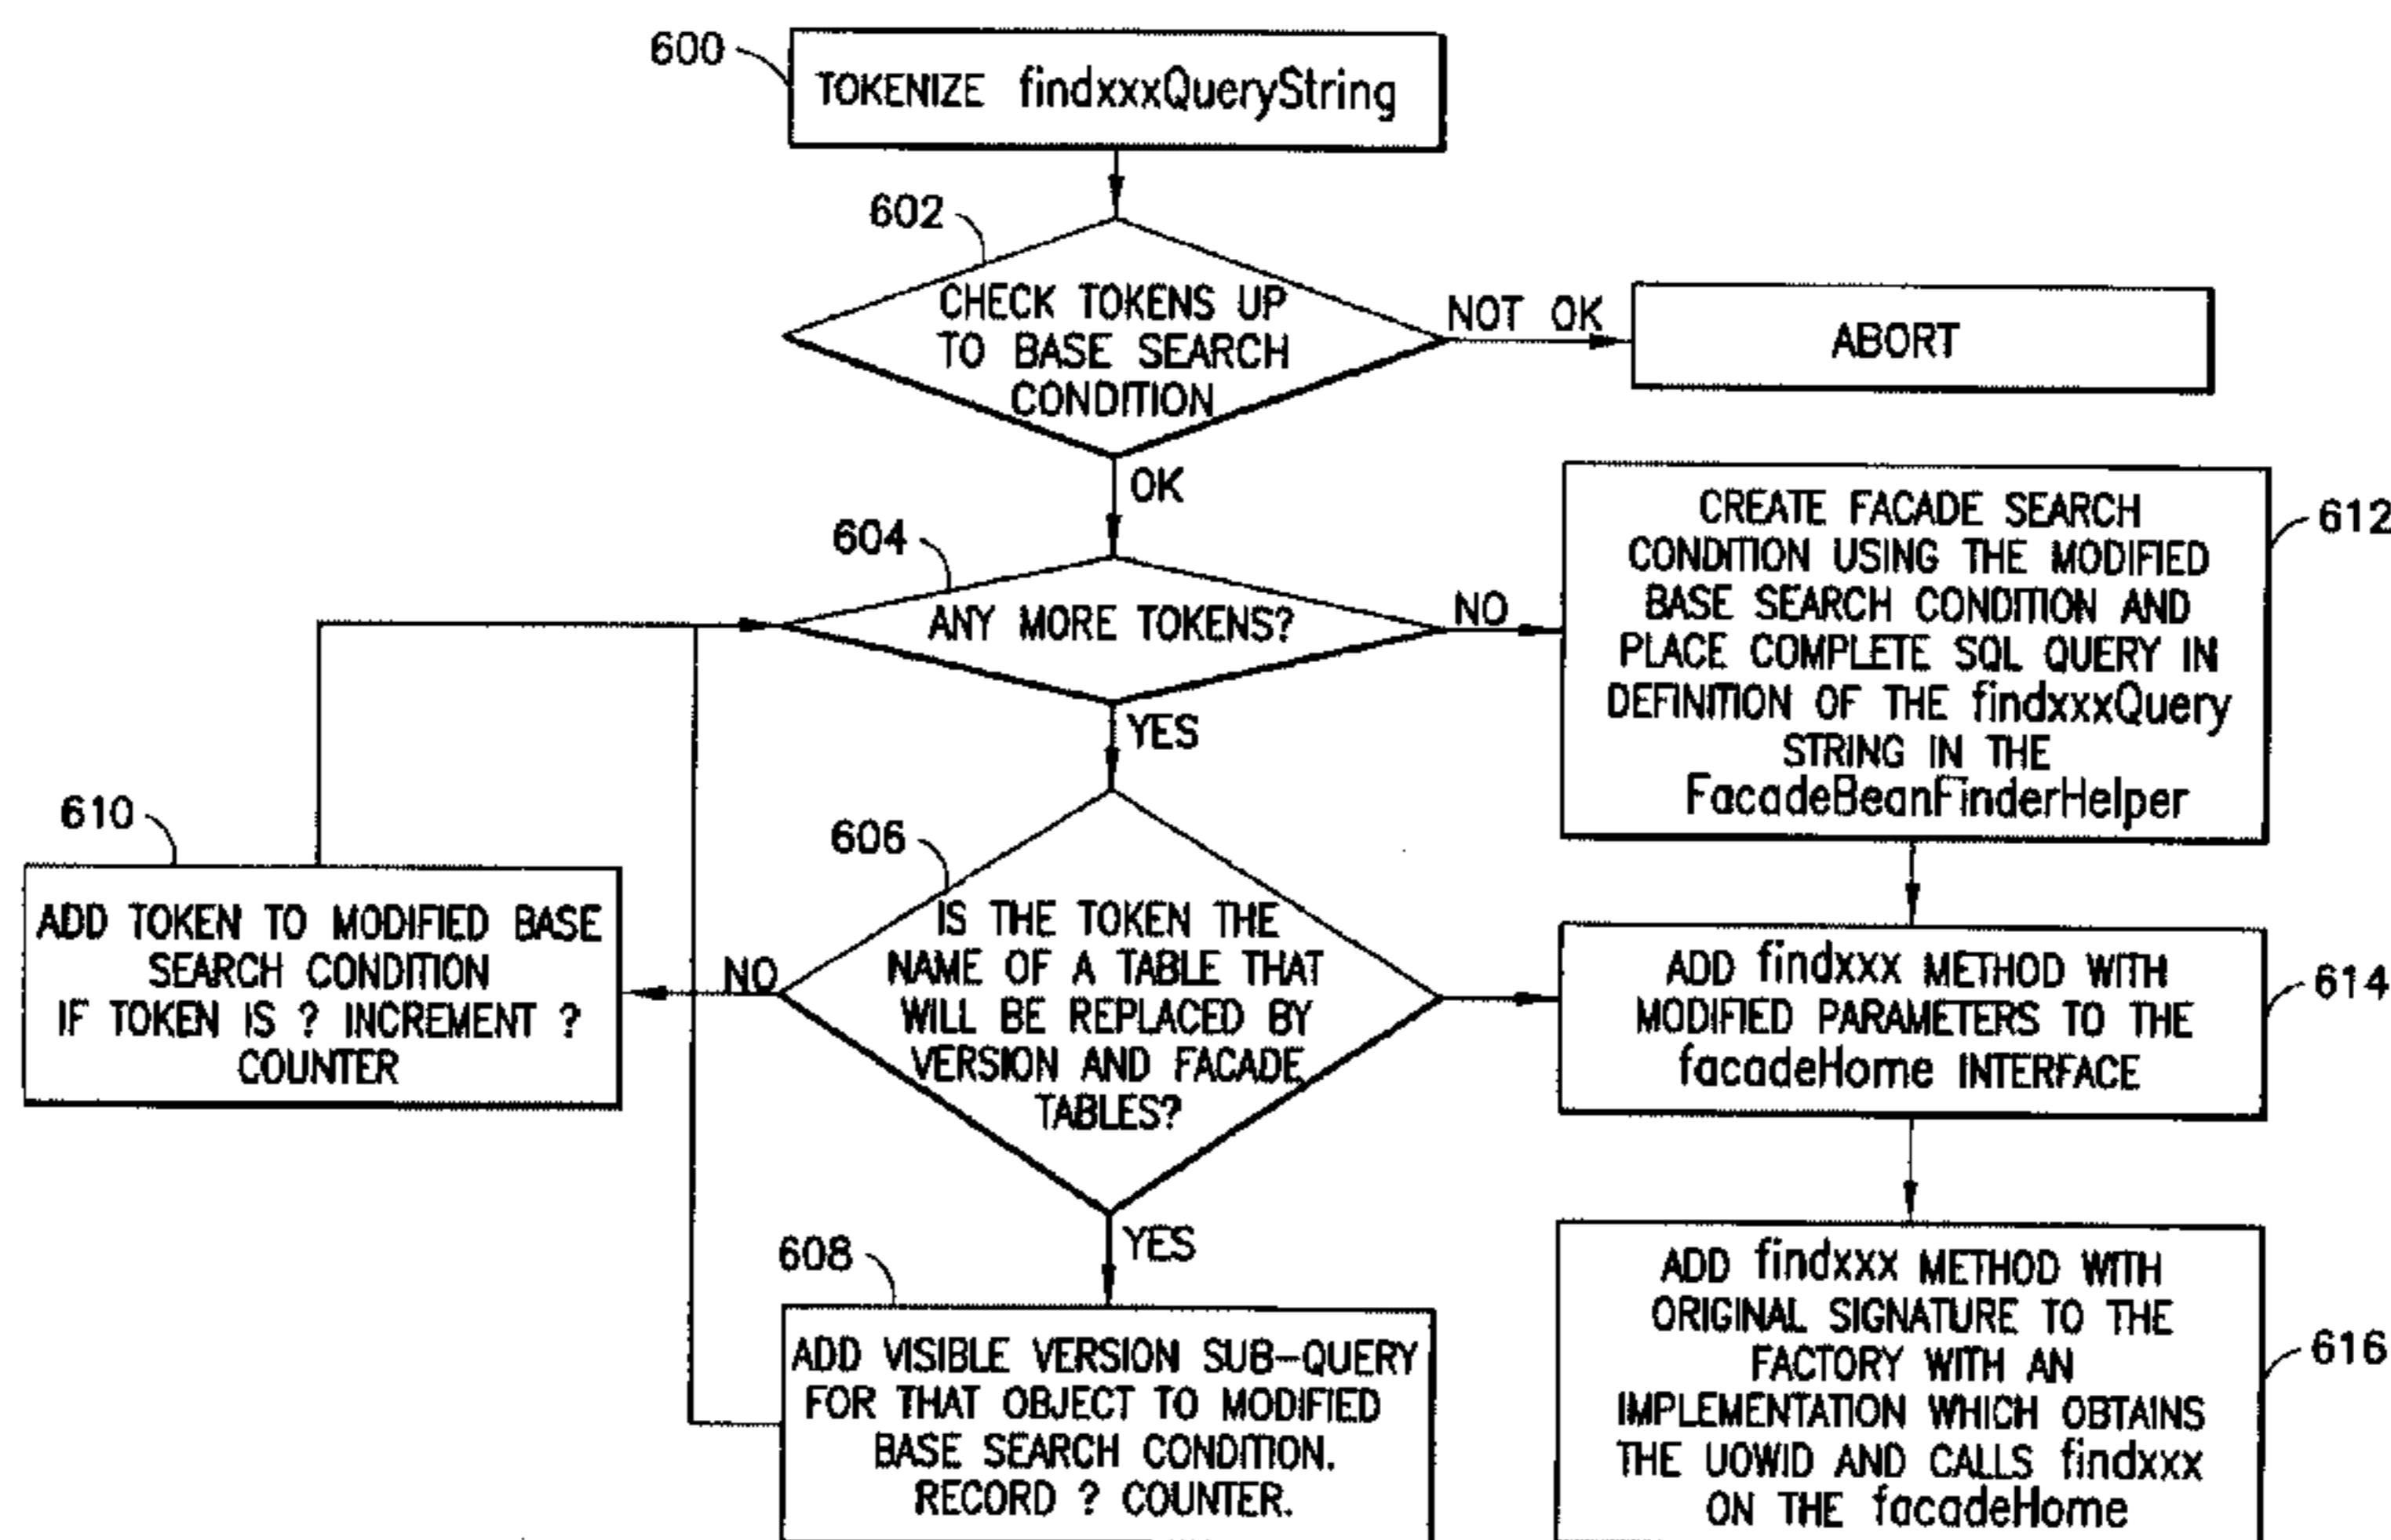 600
TOKENIZE findxxxQueryString
602
CHECK TOKENS UP
TO BASE SEARCH
CONDITION
NOT OK
ABORT
OK
604
ANY MORE TOKENS?
NO
YES
CREATE FACADE SEARCH
CONDITION USING THE MODIFIED
BASE SEARCH CONDITION AND
PLACE COMPLETE SQL QUERY IN
DEFINITION OF THE findxxxQuery
STRING IN THE
FacadeBeanFinderHelper
612
610
ADD TOKEN TO MODIFIED BASE
SEARCH CONDITION
IF TOKEN IS ? INCREMENT ?
COUNTER
NO
606
IS THE TOKEN THE
NAME OF A TABLE THAT
WILL BE REPLACED BY
VERSION AND FACADE
TABLES?
YES
ADD findxxx METHOD WITH
MODIFIED PARAMETERS TO THE
facadeHome INTERFACE
614
608
ADD VISIBLE VERSION SUB-QUERY
FOR THAT OBJECT TO MODIFIED
BASE SEARCH CONDITION.
RECORD ? COUNTER.
ADD findxxx METHOD WITH
ORIGINAL SIGNATURE TO THE
FACTORY WITH AN
IMPLEMENTATION WHICH OBTAINS
THE UOWID AND CALLS findxxx
ON THE facadeHome
616